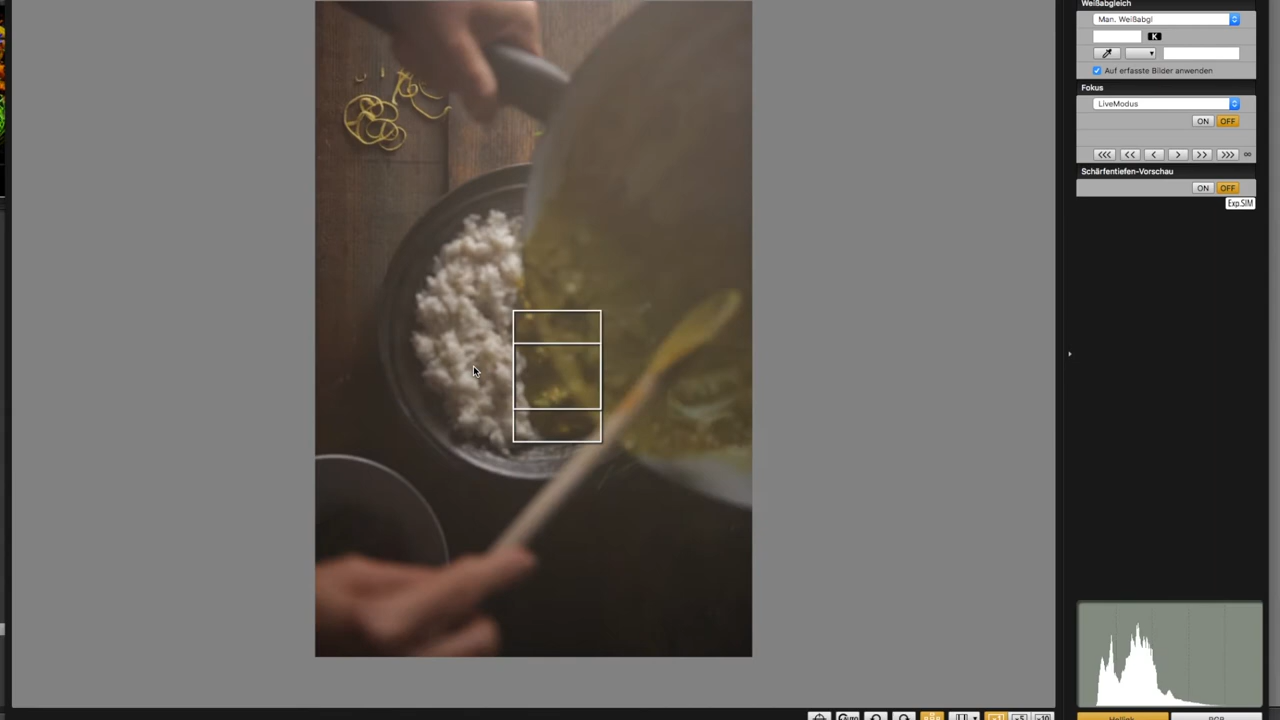 Weißabgleich
Man. Weißabgl
K
Auf erfasste Bilder anwenden
Fokus
LiveModus
ON OFF
<<< << < > >> >>> ∞
Schärfentiefen-Vorschau
ON OFF
Exp.SIM